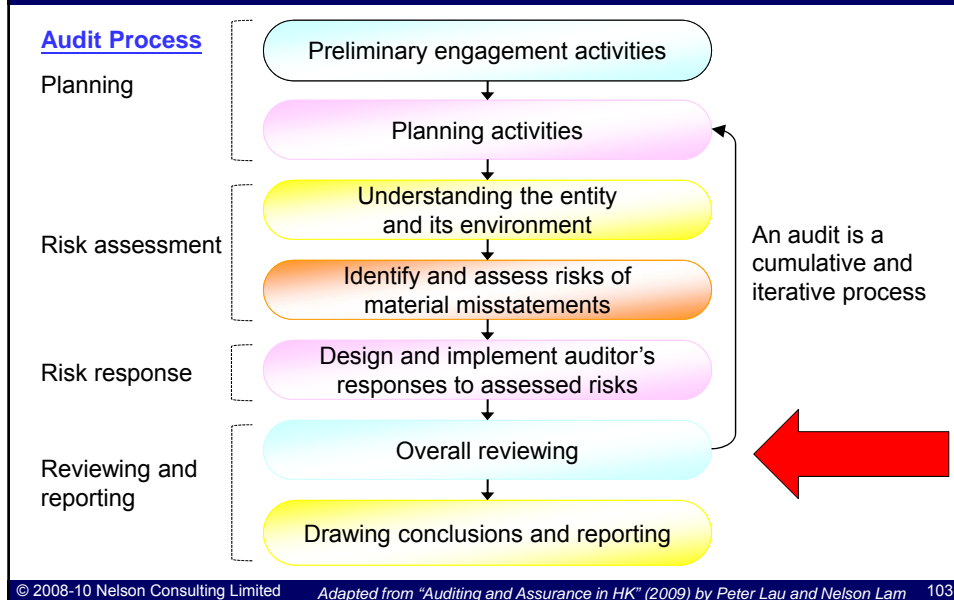 Audit Process
Planning
Preliminary engagement activities
Planning activities
Risk assessment
Understanding the entity
and its environment
Identify and assess risks of
material misstatements
An audit is a
cumulative and
iterative process
Risk response
Design and implement auditor's
responses to assessed risks
Reviewing and
reporting
Overall reviewing
Drawing conclusions and reporting
© 2008-10 Nelson Consulting Limited Adapted from "Auditing and Assurance in HK" (2009) by Peter Lau and Nelson Lam 103